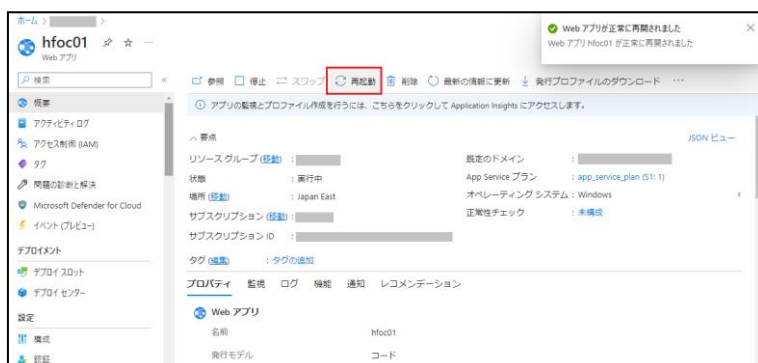 ホーム >
hfoc01
Web アプリ
Web アプリが正常に再開されました
Web アプリ hfoc01 が正常に再開されました
検索
参照 停止 スワップ 再起動 削除 最新の情報に更新 発行プロファイルのダウンロード ...
概要
アクティビティ ログ
アクセス制御 (IAM)
タグ
問題の診断と解決
Microsoft Defender for Cloud
イベント (プレビュー)
デプロイメント
デプロイ スロット
デプロイ センター
設定
構成
認証
アプリの監視とプロファイル作成を行うには、こちらをクリックして Application Insights にアクセスします。
要点
JSON ビュー
リソース グループ (移動) :
状態 : 実行中
場所 (移動) : Japan East
サブスクリプション (移動) :
サブスクリプション ID :
既定のドメイン :
App Service プラン : app_service_plan (S1: 1)
オペレーティング システム : Windows
正常性チェック : 未構成
タグ (編集) : タグの追加
プロパティ 監視 ログ 機能 通知 レコメンデーション
Web アプリ
名前 hfoc01
発行モデル コード